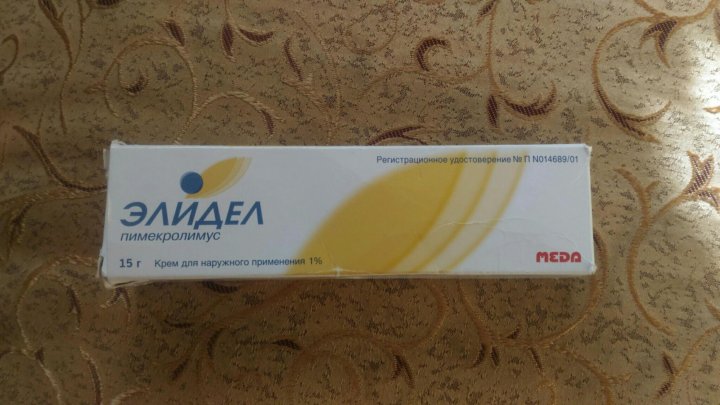 Регистрационное удостоверение № П N014689/01
ЭЛИДЕЛ
пимекролимус
15 г Крем для наружного применения 1%
MEDA